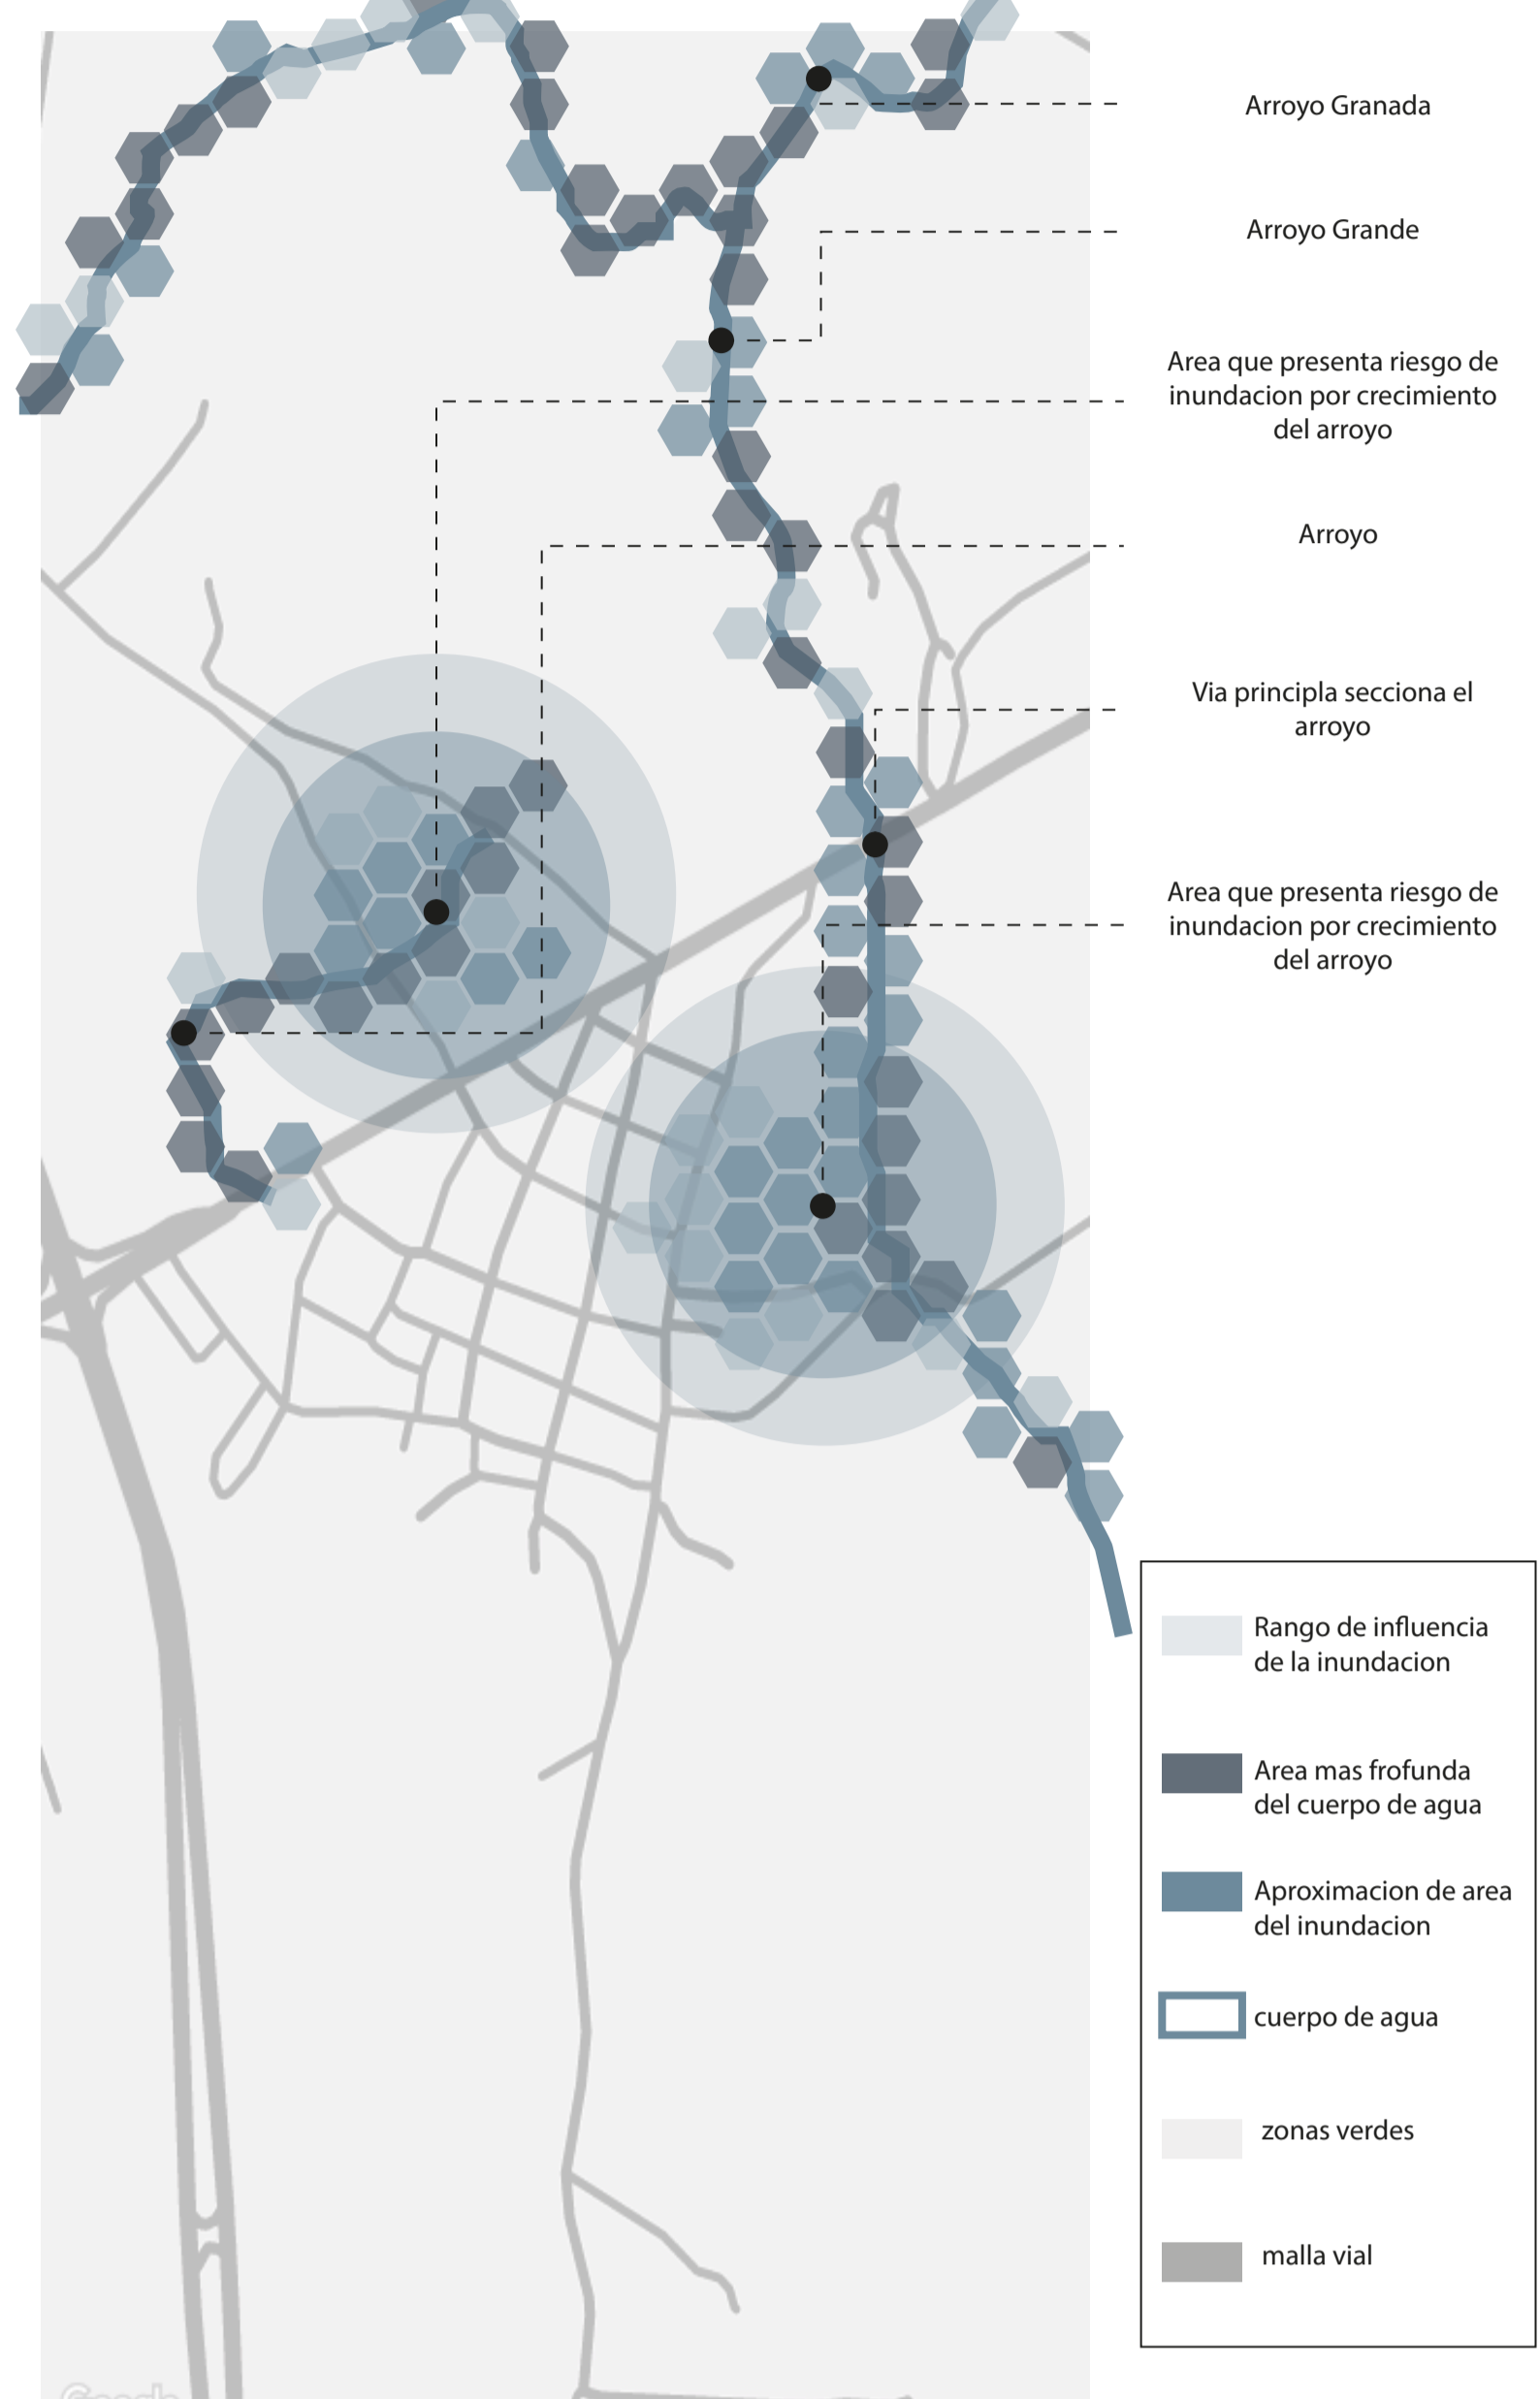 Arroyo Granada
Arroyo Grande
Area que presenta riesgo de
inundacion por crecimiento
del arroyo
Arroyo
Via principla secciona el
arroyo
Area que presenta riesgo de
inundacion por crecimiento
del arroyo
Rango de influencia
de la inundacion
Area mas frofunda
del cuerpo de agua
Aproximacion de area
del inundacion
cuerpo de agua
zonas verdes
malla vial